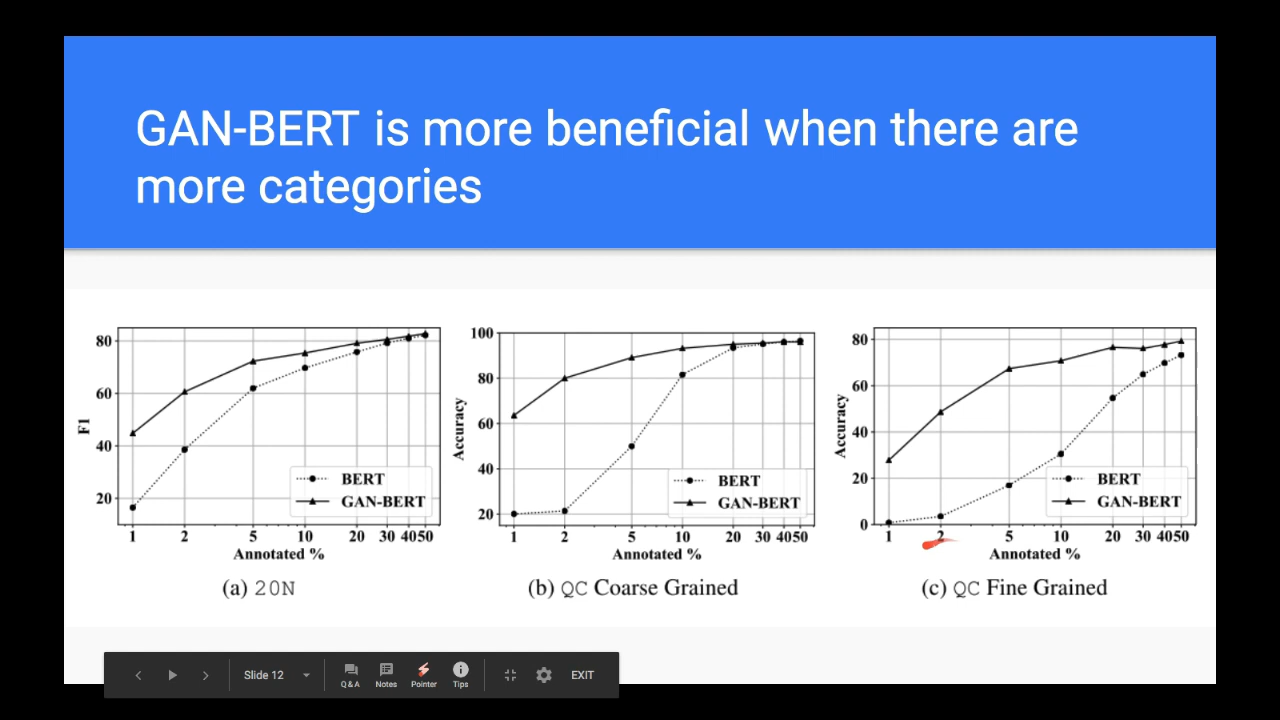 GAN-BERT is more beneficial when there are
more categories
80
60
40
20
F1
BERT
GAN-BERT
1 2 5 10 20 30 40 50
Annotated %
(a) 20N
100
80
60
40
20
Accuracy
BERT
GAN-BERT
1 2 5 10 20 30 40 50
Annotated %
(b) QC Coarse Grained
80
60
40
20
0
Accuracy
BERT
GAN-BERT
1 2 5 10 20 30 40 50
Annotated %
(c) QC Fine Grained
Slide 12
Q&A
Notes
Pointer
Tips
EXIT